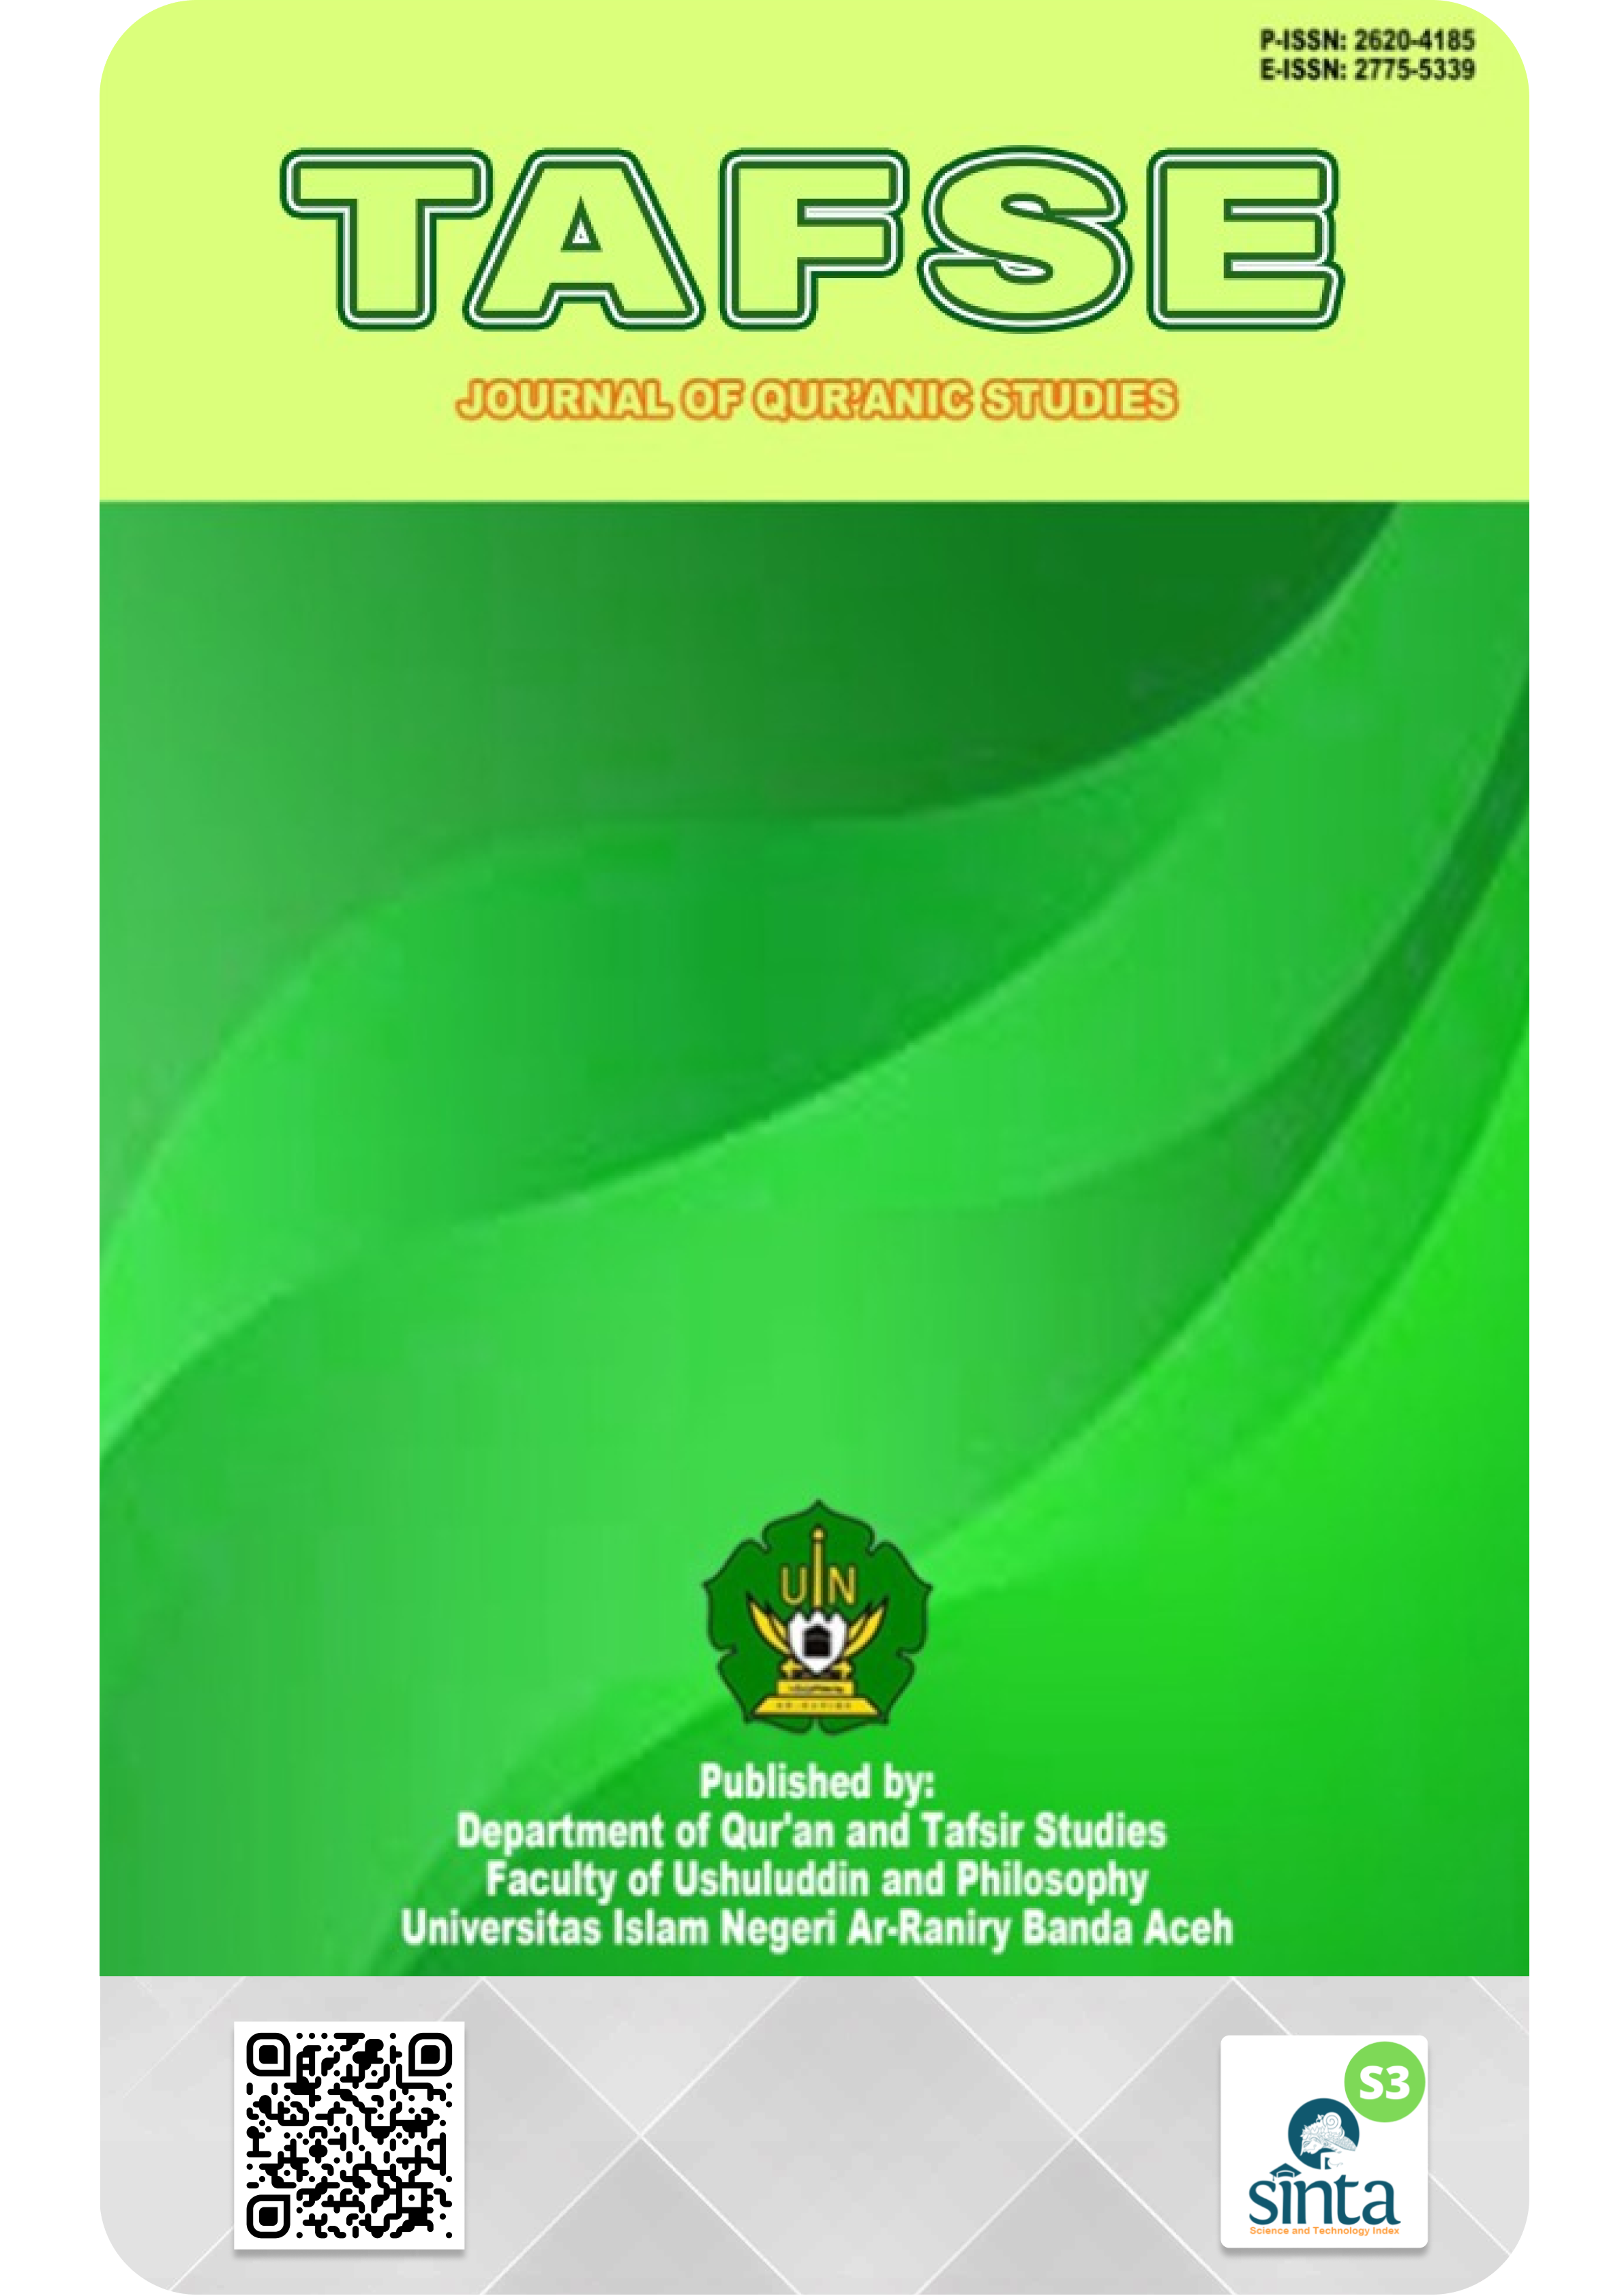 P-ISSN: 2620-4185
E-ISSN: 2775-5339
TAFSE
JOURNAL OF QUR'ANIC STUDIES
UIN
Published by:
Department of Qur'an and Tafsir Studies
Faculty of Ushuluddin and Philosophy
Universitas Islam Negeri Ar-Raniry Banda Aceh
S3
sinta
Science and Technology Index